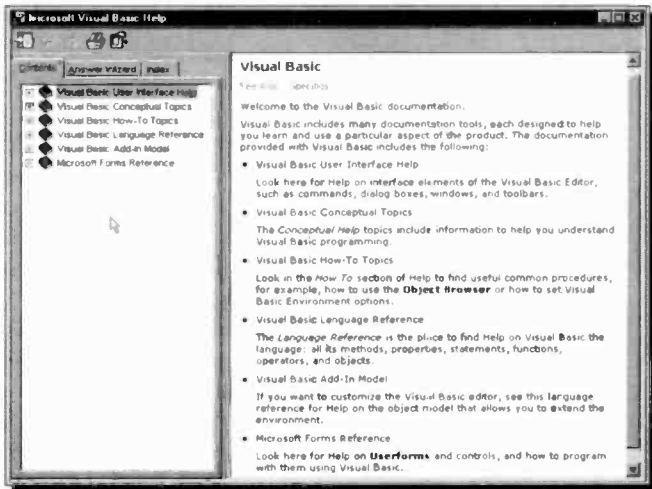 Microsoft Visual Basic Help
Contents Answer Wizard Index
Visual Basic User Interface Help
Visual Basic Conceptual Topics
Visual Basic How-To Topics
Visual Basic Language Reference
Visual Basic Add-In Model
Microsoft Forms Reference
Visual Basic
See Also Specifics
Welcome to the Visual Basic documentation.
Visual Basic includes many documentation tools, each designed to help
you learn and use a particular aspect of the product. The documentation
provided with Visual Basic includes the following:
• Visual Basic User Interface Help
Look here for Help on interface elements of the Visual Basic Editor,
such as commands, dialog boxes, windows, and toolbars.
• Visual Basic Conceptual Topics
The Conceptual Help topics include information to help you understand
Visual Basic programming.
• Visual Basic How-To Topics
Look in the How To section of Help to find useful common procedures,
for example, how to use the Object Browser or how to set Visual
Basic Environment options.
• Visual Basic Language Reference
The Language Reference is the place to find Help on Visual Basic the
language: all its methods, properties, statements, functions,
operators, and objects.
• Visual Basic Add-In Model
If you want to customize the Visual Basic editor, see this language
reference for Help on the object model that allows you to extend the
environment.
• Microsoft Forms Reference
Look here for Help on Userforms and controls, and how to program
with them using Visual Basic.